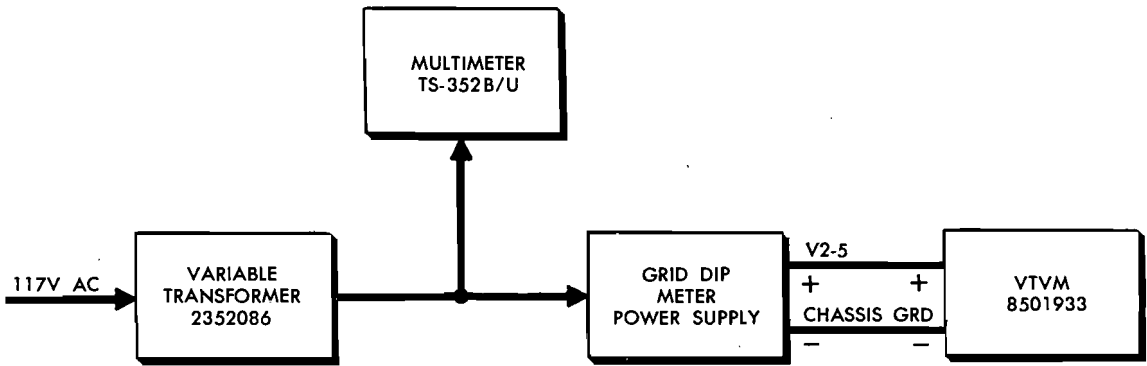 MULTIMETER
TS-352B/U
117V AC
VARIABLE
TRANSFORMER
2352086
GRID DIP
METER
POWER SUPPLY
V2-5
+ +
CHASSIS GRD
− −
VTVM
8501933